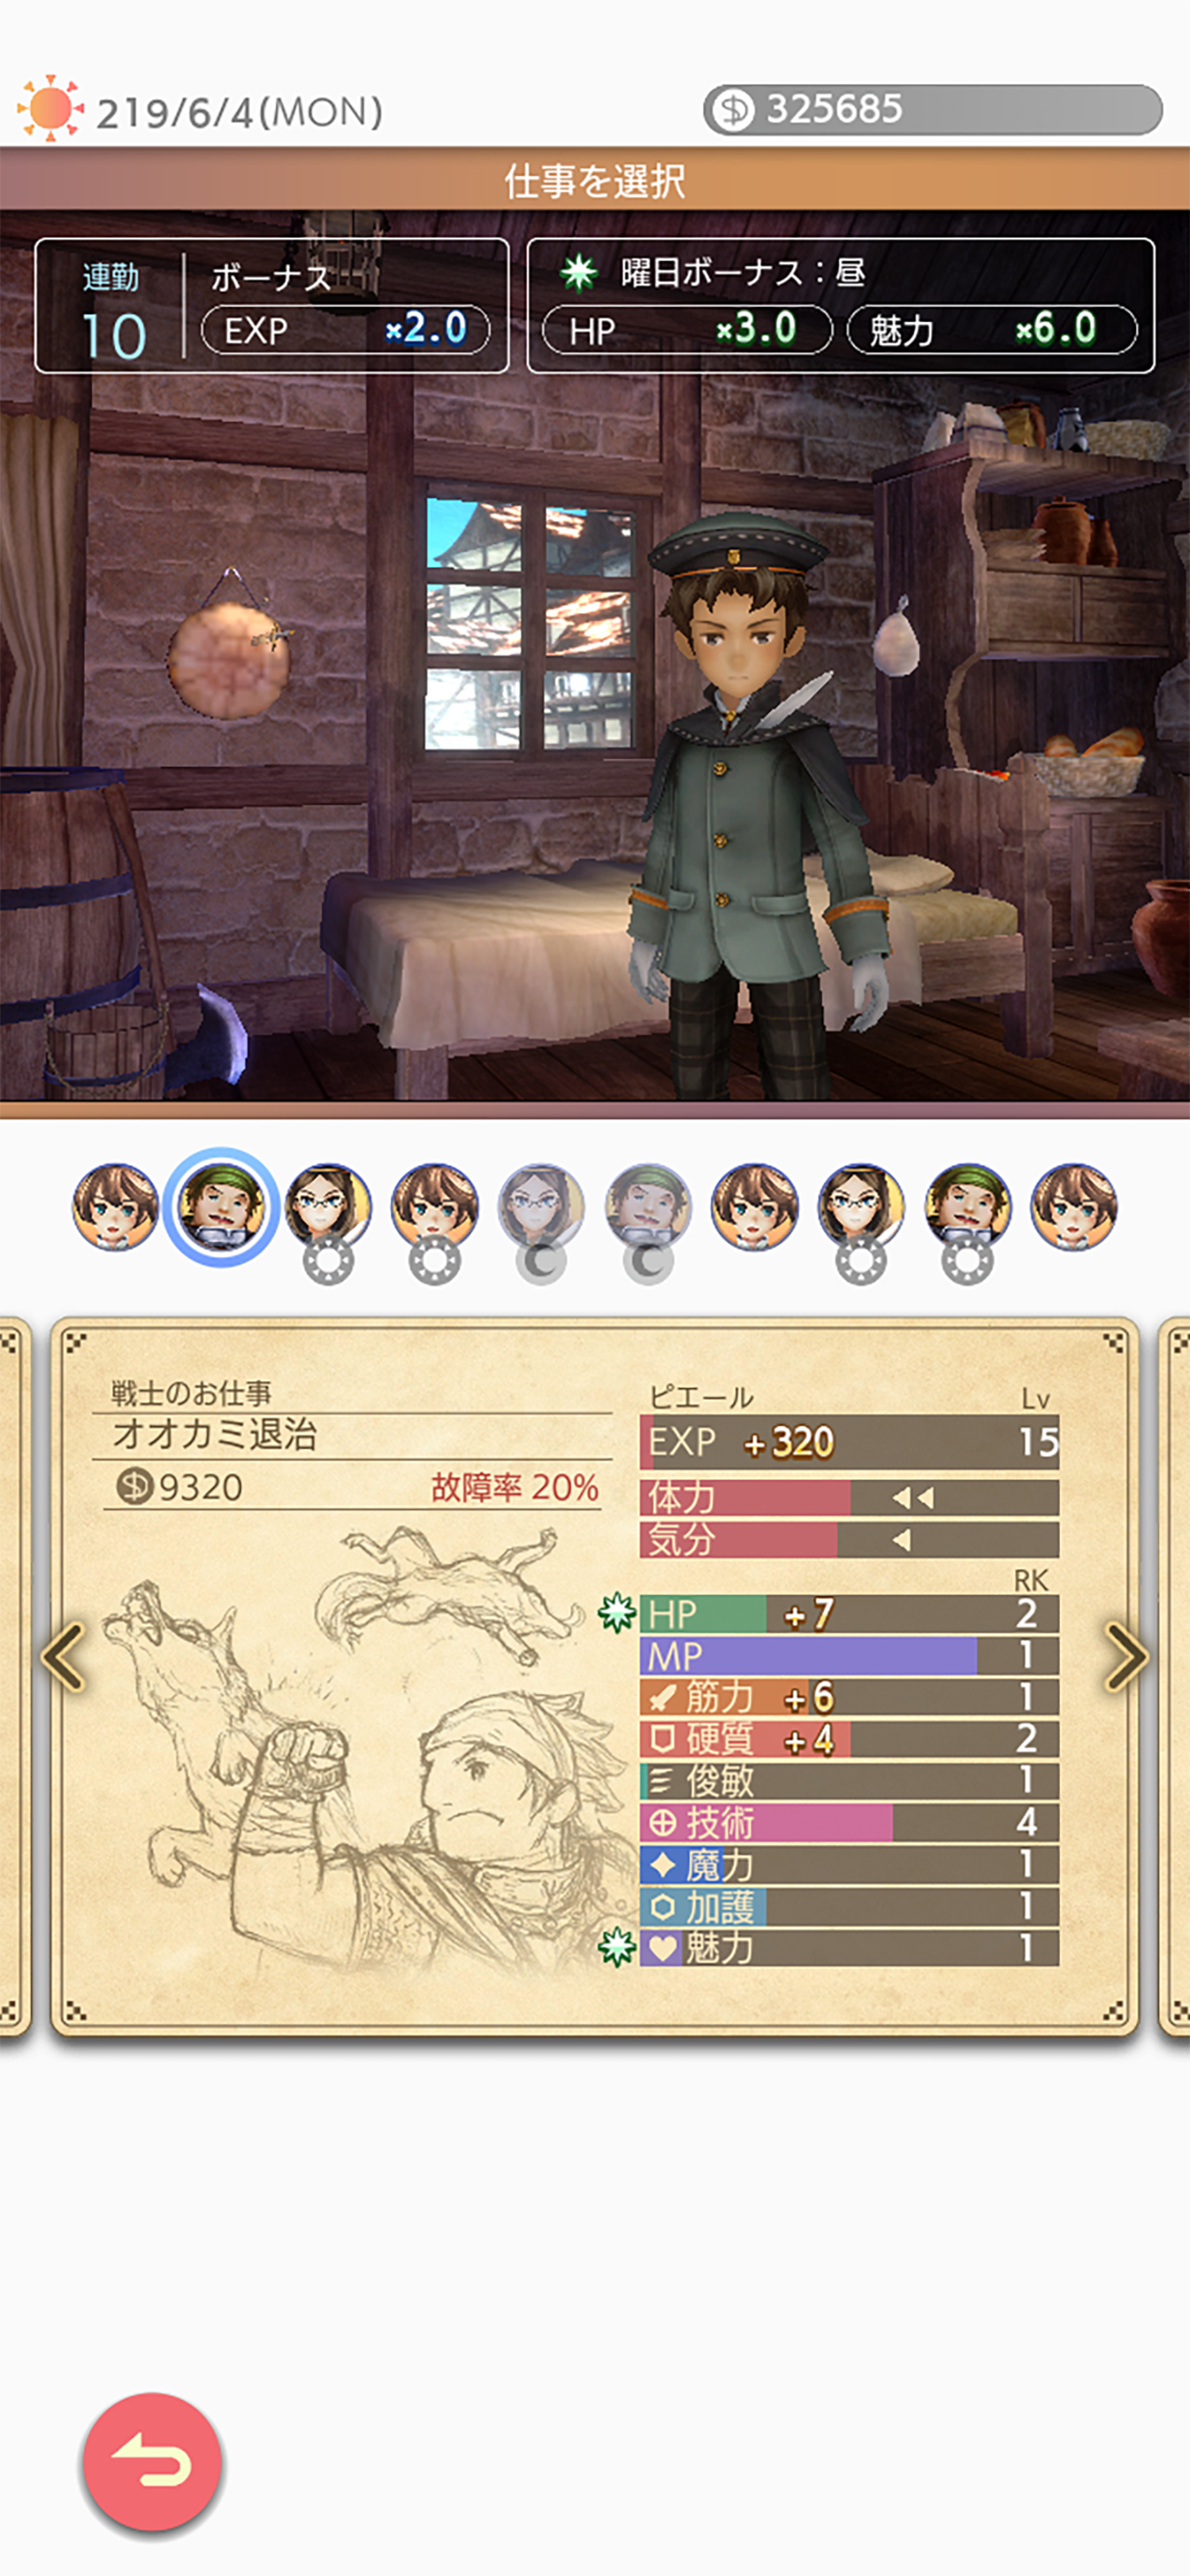 219/6/4(MON)
325685
仕事を選択
連勤
10
ボーナス
EXP ×2.0
曜日ボーナス：昼
HP ×3.0
魅力 ×6.0
戦士のお仕事
オオカミ退治
9320 故障率 20%
ピエール Lv
EXP +320 15
体力
気分
RK
HP +7 2
MP 1
筋力 +6 1
硬質 +4 2
俊敏 1
技術 4
魔力 1
加護 1
魅力 1